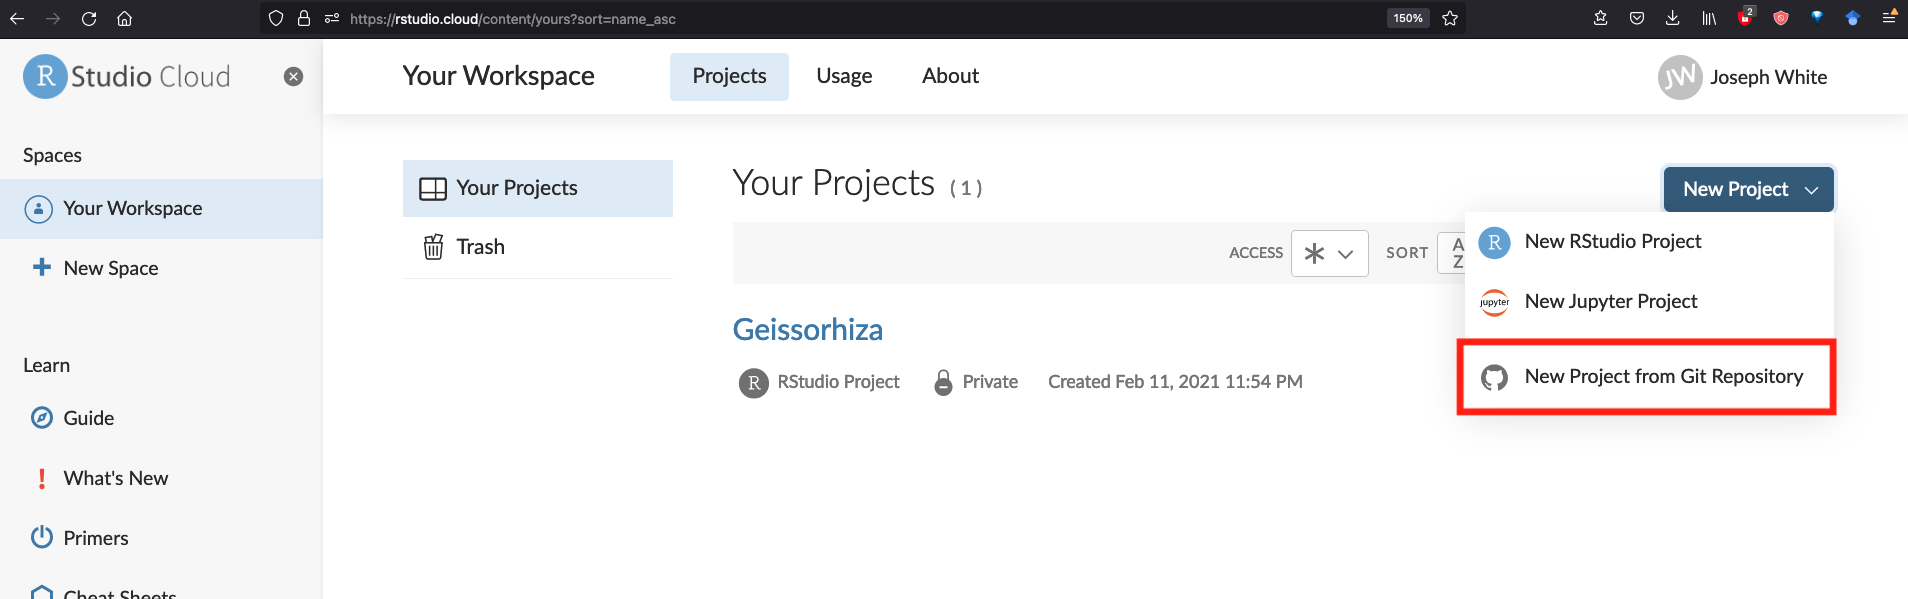 https://rstudio.cloud/content/yours?sort=name_asc
150%
2
R Studio Cloud
Your Workspace
Projects
Usage
About
JW
Joseph White
Spaces
Your Workspace
New Space
Learn
Guide
What's New
Primers
Cheat Sheets
Your Projects
Trash
Your Projects (1)
New Project
ACCESS
SORT
A
Z
R
New RStudio Project
jupyter
New Jupyter Project
New Project from Git Repository
Geissorhiza
R
RStudio Project
Private
Created Feb 11, 2021 11:54 PM